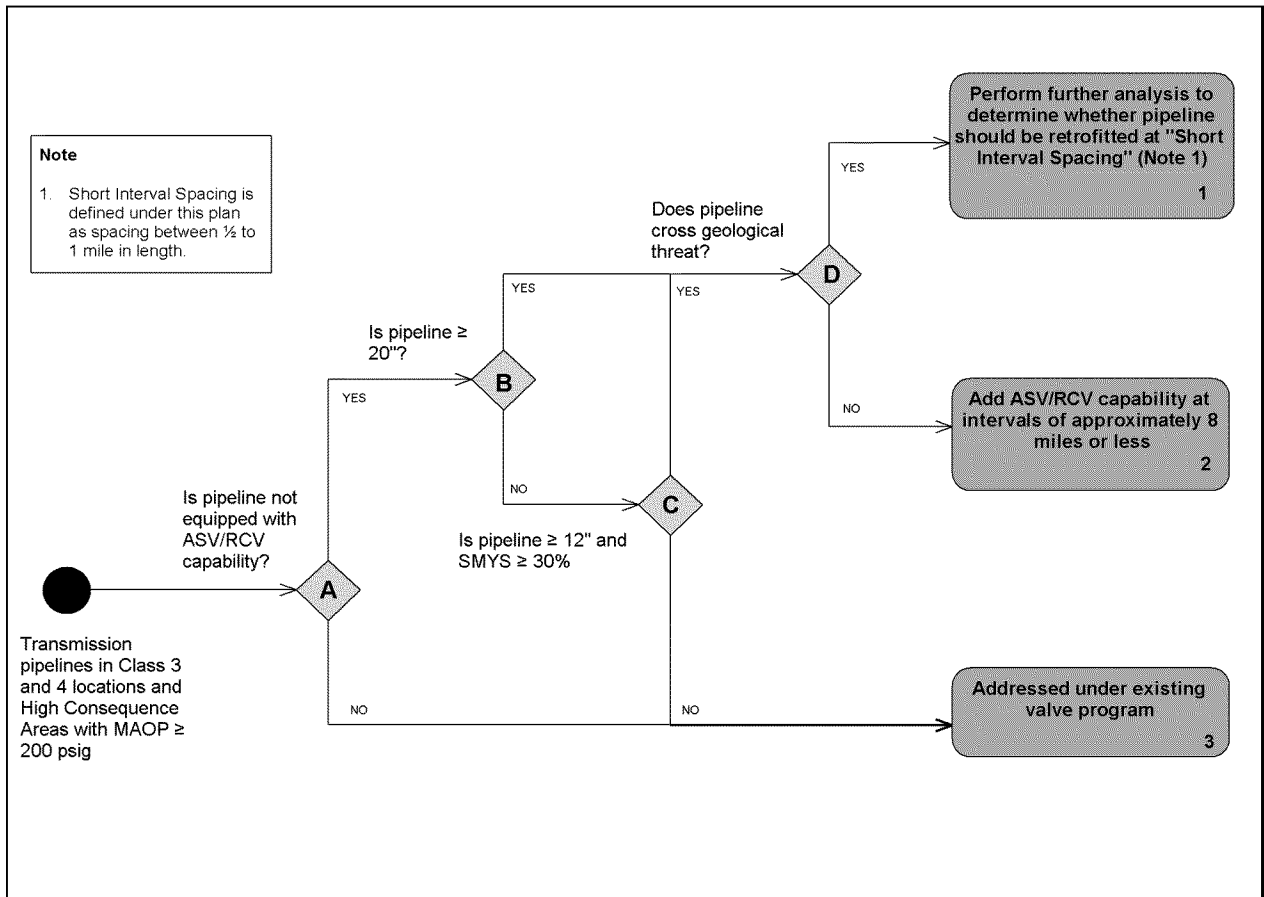 Note
1. Short Interval Spacing is
defined under this plan
as spacing between ½ to
1 mile in length.
Perform further analysis to
determine whether pipeline
should be retrofitted at "Short
Interval Spacing" (Note 1)
1
YES
Does pipeline
cross geological
threat?
D
YES
YES
Is pipeline ≥
20"?
B
YES
NO
Add ASV/RCV capability at
intervals of approximately 8
miles or less
2
NO
C
Is pipeline not
equipped with
ASV/RCV
capability?
Is pipeline ≥ 12" and
SMYS ≥ 30%
A
Transmission
pipelines in Class 3
and 4 locations and
High Consequence
Areas with MAOP ≥
200 psig
NO
NO
Addressed under existing
valve program
3